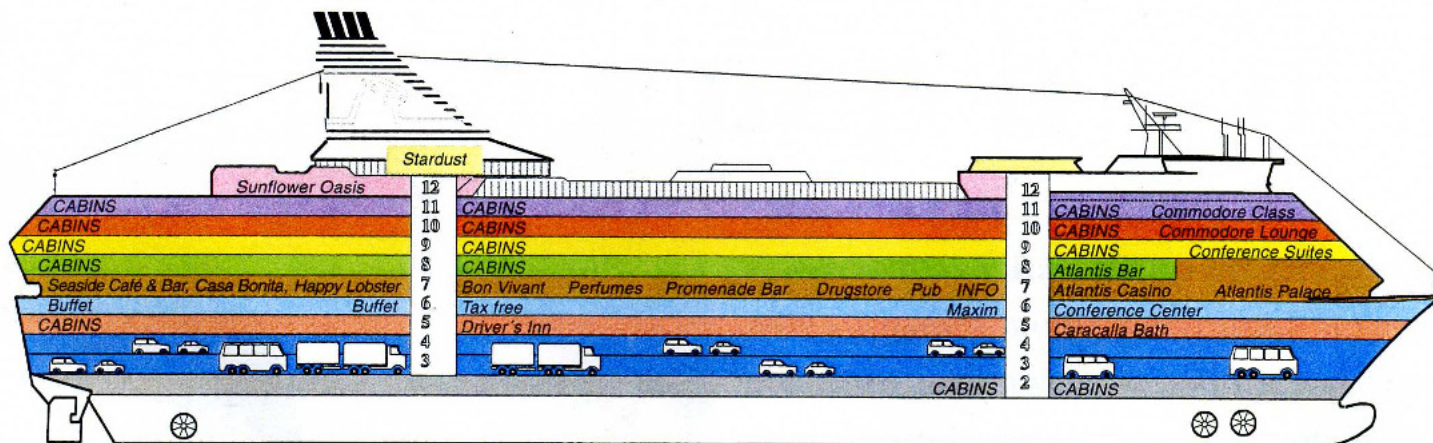 Stardust
Sunflower Oasis 12 12
CABINS 11 CABINS 11 CABINS Commodore Class
CABINS 10 CABINS 10 CABINS Commodore Lounge
CABINS 9 CABINS 9 CABINS Conference Suites
CABINS 8 CABINS 8 Atlantis Bar
Seaside Café & Bar, Casa Bonita, Happy Lobster 7 Bon Vivant Perfumes Promenade Bar Drugstore Pub INFO 7 Atlantis Casino Atlantis Palace
Buffet Buffet 6 Tax free Maxim 6 Conference Center
CABINS 5 Driver´s Inn 5 Caracalla Bath
4 4
3 3
CABINS 2 CABINS